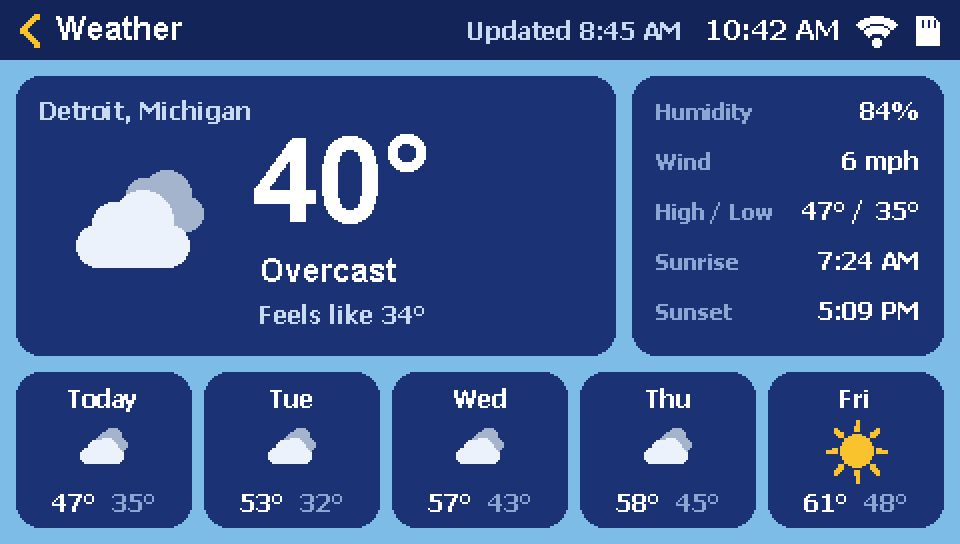 Weather
Updated 8:45 AM
10:42 AM
Detroit, Michigan
40°
Overcast
Feels like 34°
Humidity 84%
Wind 6 mph
High / Low 47° / 35°
Sunrise 7:24 AM
Sunset 5:09 PM
Today
47° 35°
Tue
53° 32°
Wed
57° 43°
Thu
58° 45°
Fri
61° 48°